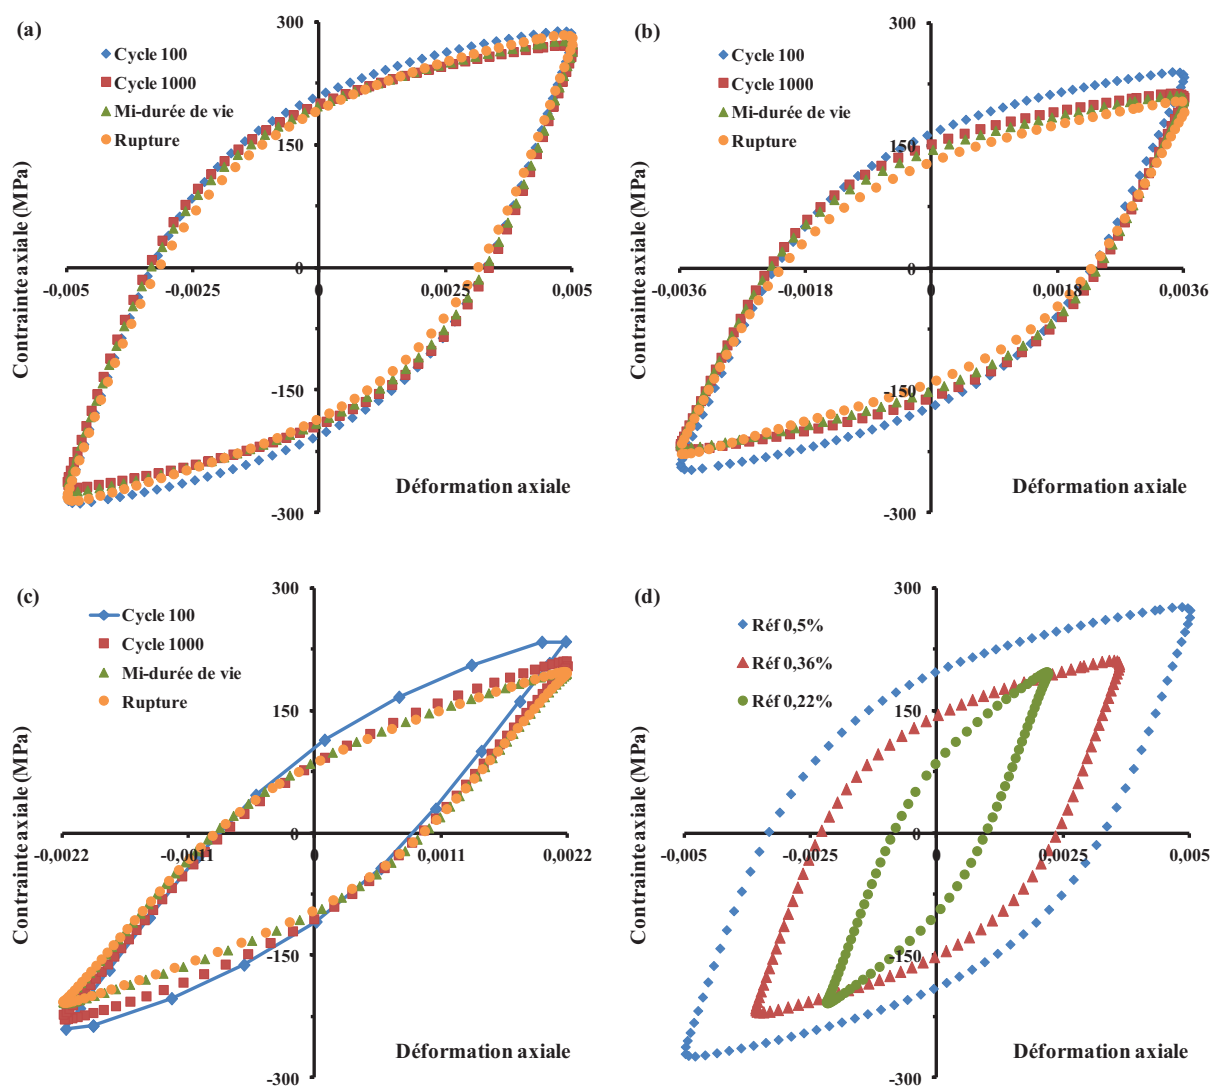 (a)
300
Cycle 100
Cycle 1000
Mi-durée de vie
Rupture
150
0
-0,005
-0,0025
0
0,0025
0,005
-150
-300
Contrainte axiale (MPa)
Déformation axiale
(b)
300
Cycle 100
Cycle 1000
Mi-durée de vie
Rupture
150
0
-0,0036
-0,0018
0
0,0018
0,0036
-150
-300
Contrainte axiale (MPa)
Déformation axiale
(c)
300
Cycle 100
Cycle 1000
Mi-durée de vie
Rupture
150
0
-0,0022
-0,0011
0
0,0011
0,0022
-150
-300
Contrainte axiale (MPa)
Déformation axiale
(d)
300
Réf 0,5%
Réf 0,36%
Réf 0,22%
150
0
-0,005
-0,0025
0
0,0025
0,005
-150
-300
Contrainte axiale (MPa)
Déformation axiale